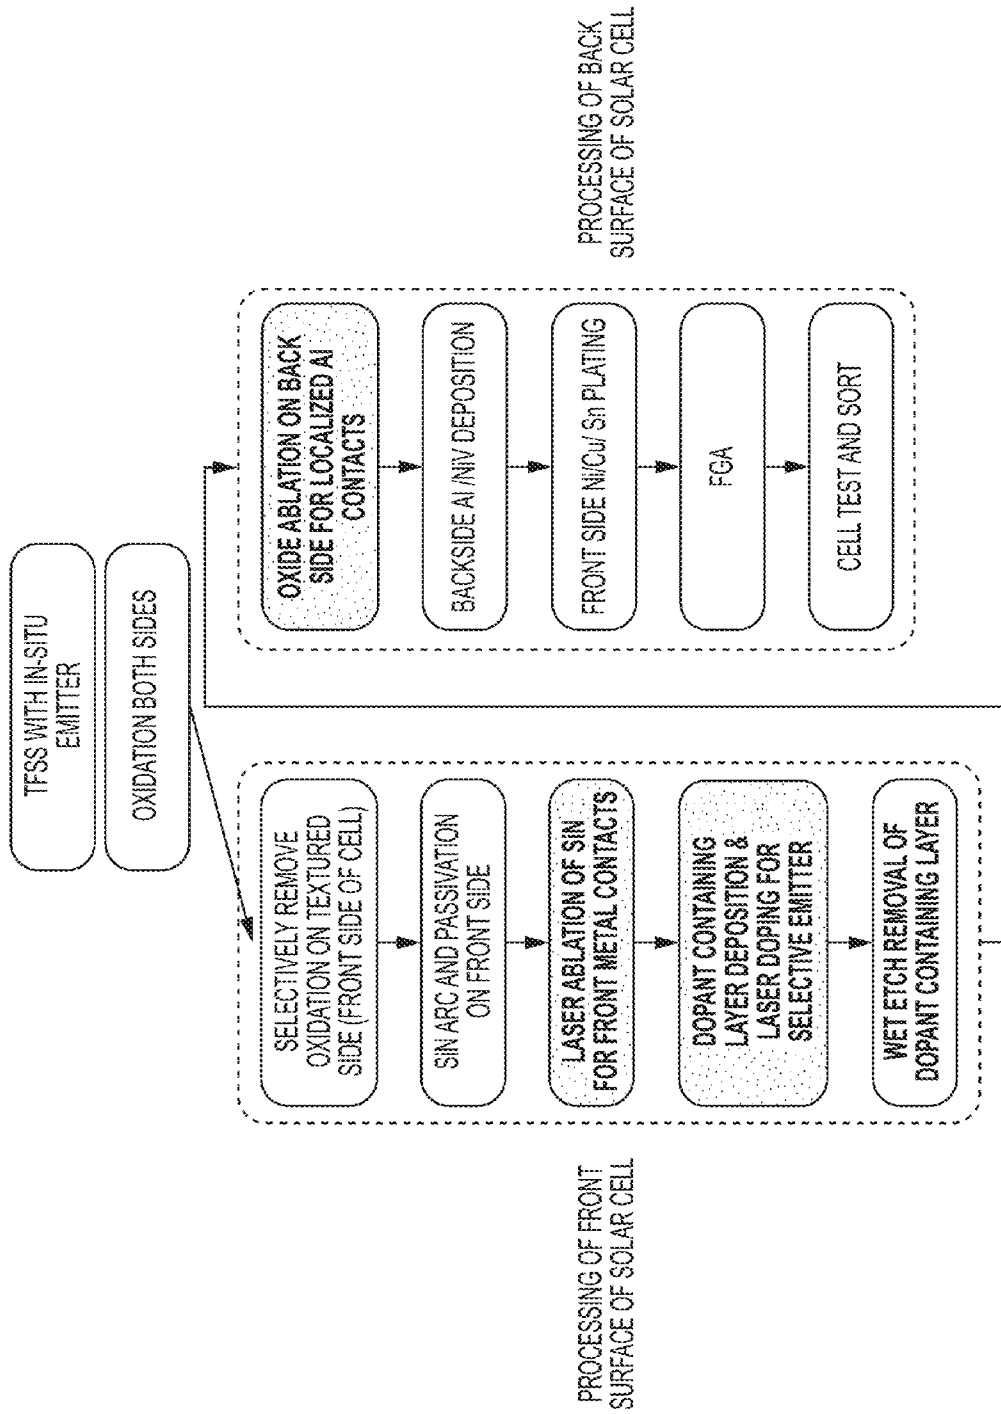 TFSS WITH IN-SITU
EMITTER
OXIDATION BOTH SIDES
PROCESSING OF FRONT
SURFACE OF SOLAR CELL
SELECTIVELY REMOVE
OXIDATION ON TEXTURED
SIDE (FRONT SIDE OF CELL)
SiN ARC AND PASSIVATION
ON FRONT SIDE
LASER ABLATION OF SiN
FOR FRONT METAL CONTACTS
DOPANT CONTAINING
LAYER DEPOSITION &
LASER DOPING FOR
SELECTIVE EMITTER
WET ETCH REMOVAL OF
DOPANT CONTAINING LAYER
OXIDE ABLATION ON BACK
SIDE FOR LOCALIZED Al
CONTACTS
BACKSIDE Al /NiV DEPOSITION
FRONT SIDE Ni/Cu/ Sn PLATING
FGA
CELL TEST AND SORT
PROCESSING OF BACK
SURFACE OF SOLAR CELL